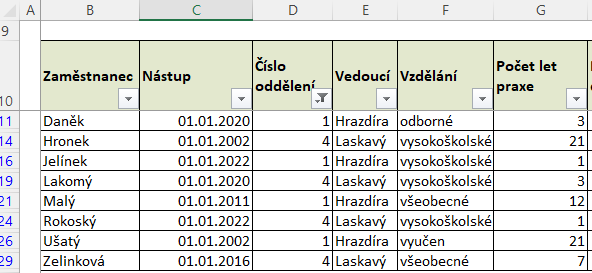 A B C D E F G
9
10 Zaměstnanec Nástup Číslo oddělení Vedoucí Vzdělání Počet let praxe
11 Daněk 01.01.2020 1 Hrazdíra odborné 3
14 Hronek 01.01.2002 4 Laskavý vysokoškolské 21
16 Jelínek 01.01.2022 1 Hrazdíra vysokoškolské 1
19 Lakomý 01.01.2020 4 Laskavý vysokoškolské 3
21 Malý 01.01.2011 1 Hrazdíra všeobecné 12
24 Rokoský 01.01.2022 4 Laskavý vysokoškolské 1
26 Ušatý 01.01.2002 1 Hrazdíra vyučen 21
29 Zelinková 01.01.2016 4 Laskavý všeobecné 7